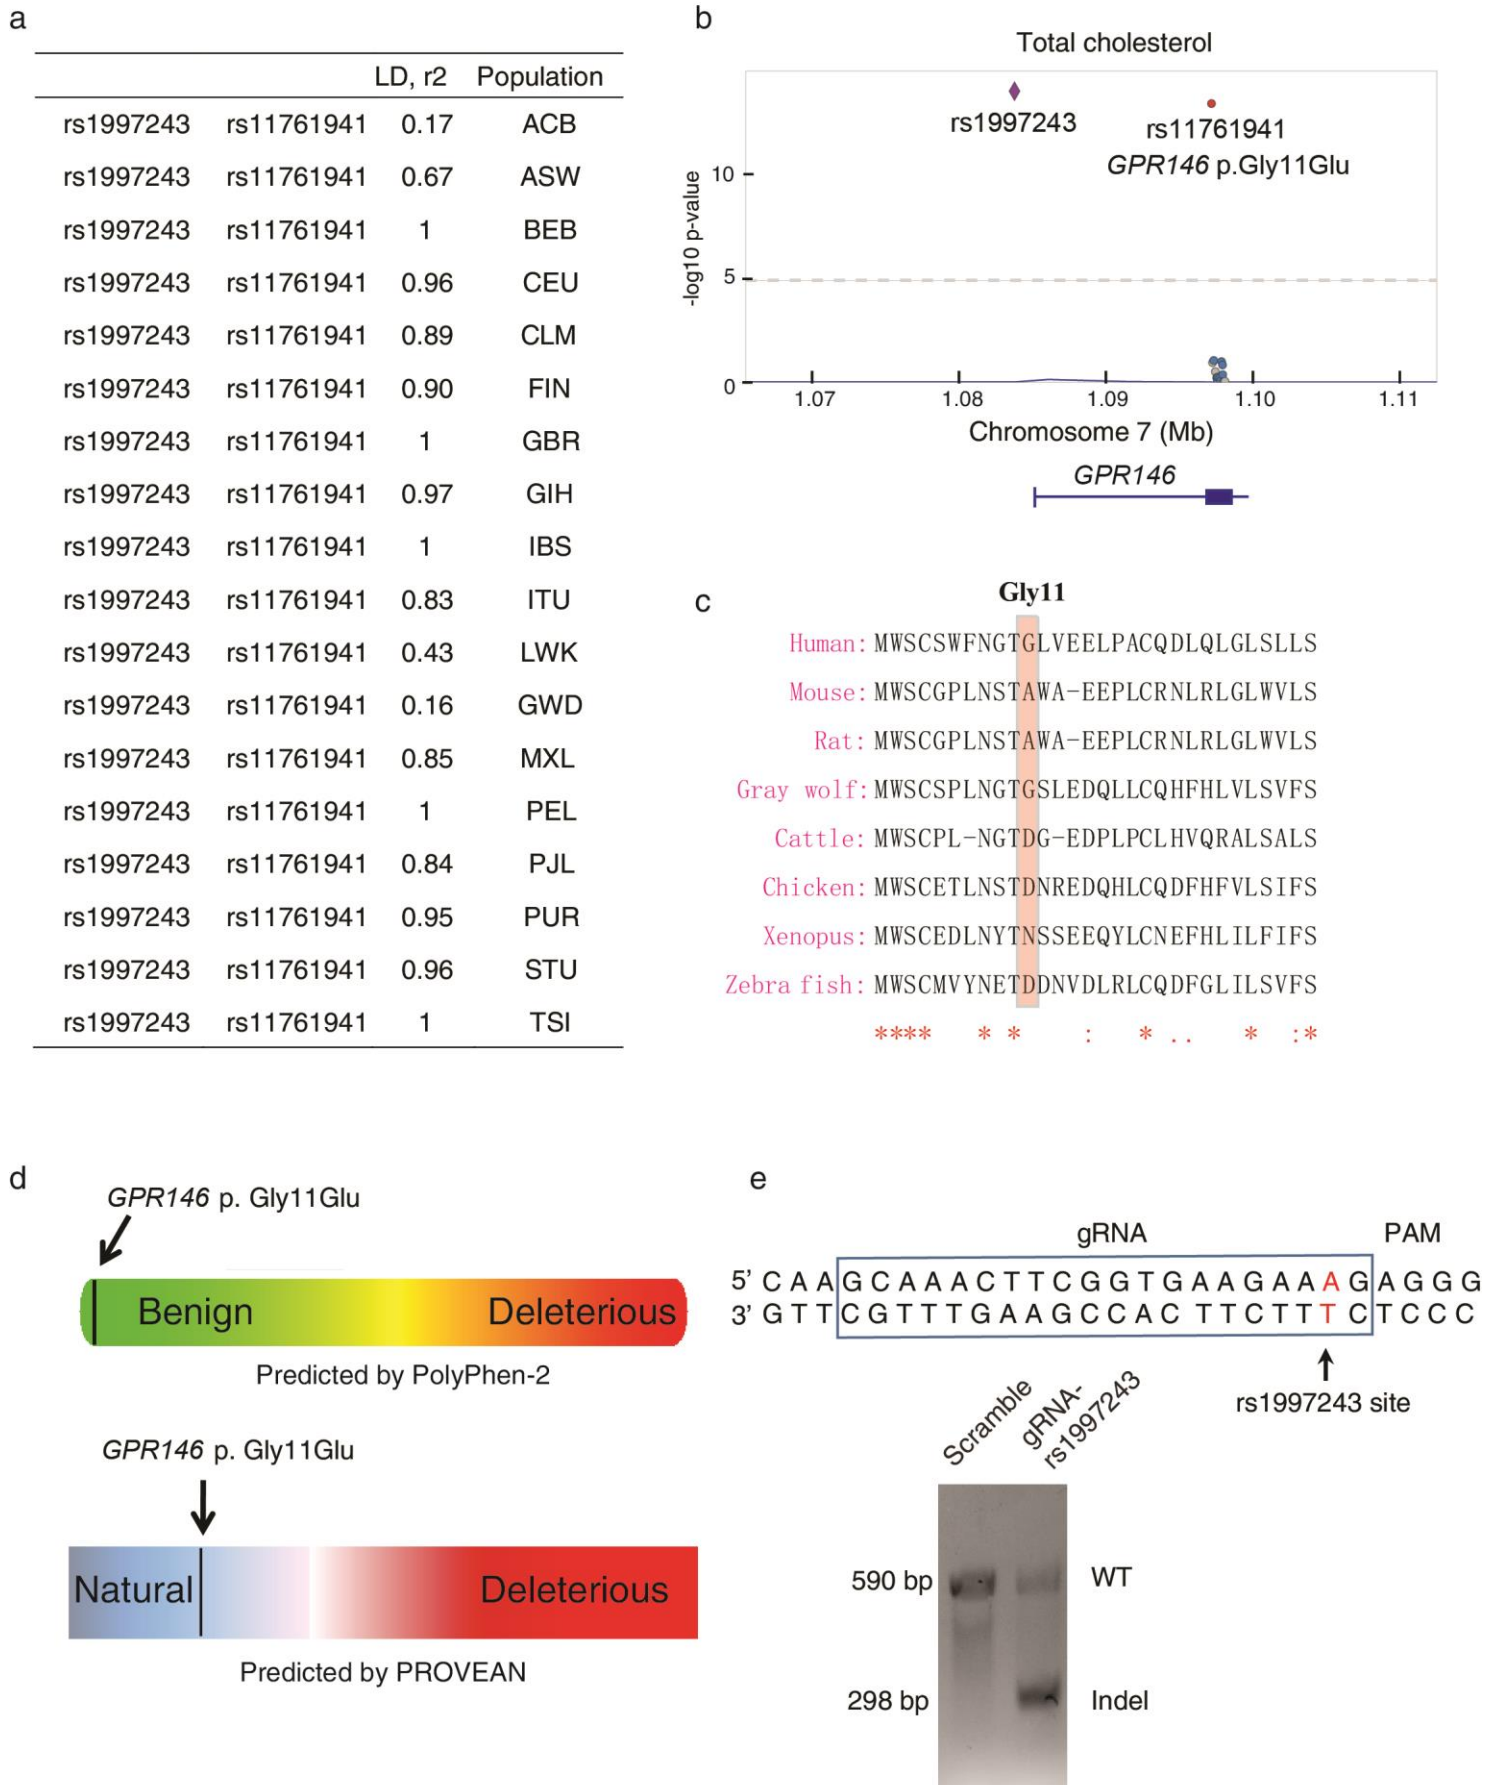 a
LD, r2 Population
rs1997243 rs11761941 0.17 ACB
rs1997243 rs11761941 0.67 ASW
rs1997243 rs11761941 1 BEB
rs1997243 rs11761941 0.96 CEU
rs1997243 rs11761941 0.89 CLM
rs1997243 rs11761941 0.90 FIN
rs1997243 rs11761941 1 GBR
rs1997243 rs11761941 0.97 GIH
rs1997243 rs11761941 1 IBS
rs1997243 rs11761941 0.83 ITU
rs1997243 rs11761941 0.43 LWK
rs1997243 rs11761941 0.16 GWD
rs1997243 rs11761941 0.85 MXL
rs1997243 rs11761941 1 PEL
rs1997243 rs11761941 0.84 PJL
rs1997243 rs11761941 0.95 PUR
rs1997243 rs11761941 0.96 STU
rs1997243 rs11761941 1 TSI
b
Total cholesterol
rs1997243
rs11761941
GPR146 p.Gly11Glu
-log10 p-value
10
5
0
1.07 1.08 1.09 1.10 1.11
Chromosome 7 (Mb)
GPR146
c
Gly11
Human: MWSCSWFNGTGLVEELPACQDLQLGLSLLS
Mouse: MWSCGPLNSTAWA-EEPLCRNLRLGLWVLS
Rat: MWSCGPLNSTAWA-EEPLCRNLRLGLWVLS
Gray wolf: MWSCSPLNGTGSLEDQLLCQHFHLVLSVFS
Cattle: MWSCPL-NGTDG-EDPLPCLHVQRALSALS
Chicken: MWSCETLNSTDNREDQHLCQDFHFVLSIFS
Xenopus: MWSCEDLNYTNSSEEQYLCNEFHLILFIFS
Zebra fish: MWSCMVYNETDDNVDLRLCQDFGLILSVFS
**** * * : * .. * :*
d
GPR146 p. Gly11Glu
Benign Deleterious
Predicted by PolyPhen-2
GPR146 p. Gly11Glu
Natural Deleterious
Predicted by PROVEAN
e
gRNA PAM
5' C A A G C A A A C T T C G G T G A A G A A A G A G G G
3' G T T C G T T T G A A G C C A C T T C T T T C T C C C
rs1997243 site
Scramble
gRNA-
rs1997243
590 bp WT
298 bp Indel